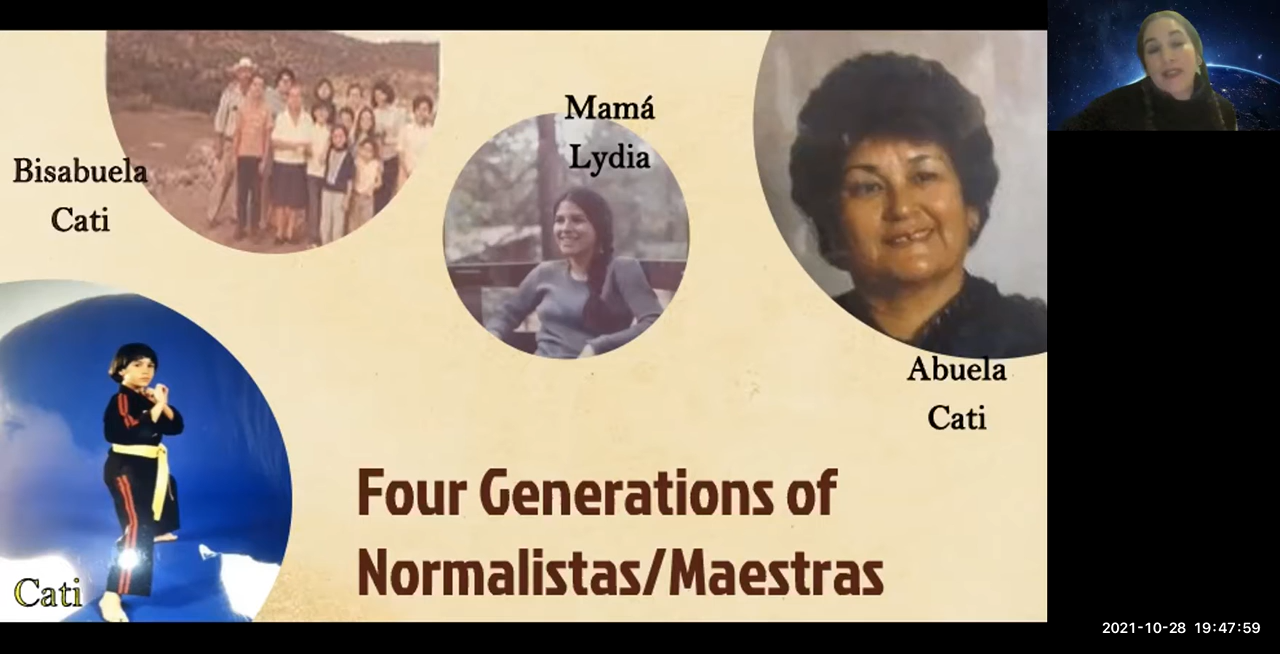 Mamá
Lydia
Bisabuela
Cati
Abuela
Cati
Four Generations of
Normalistas/Maestras
Cati
2021-10-28 19:47:59